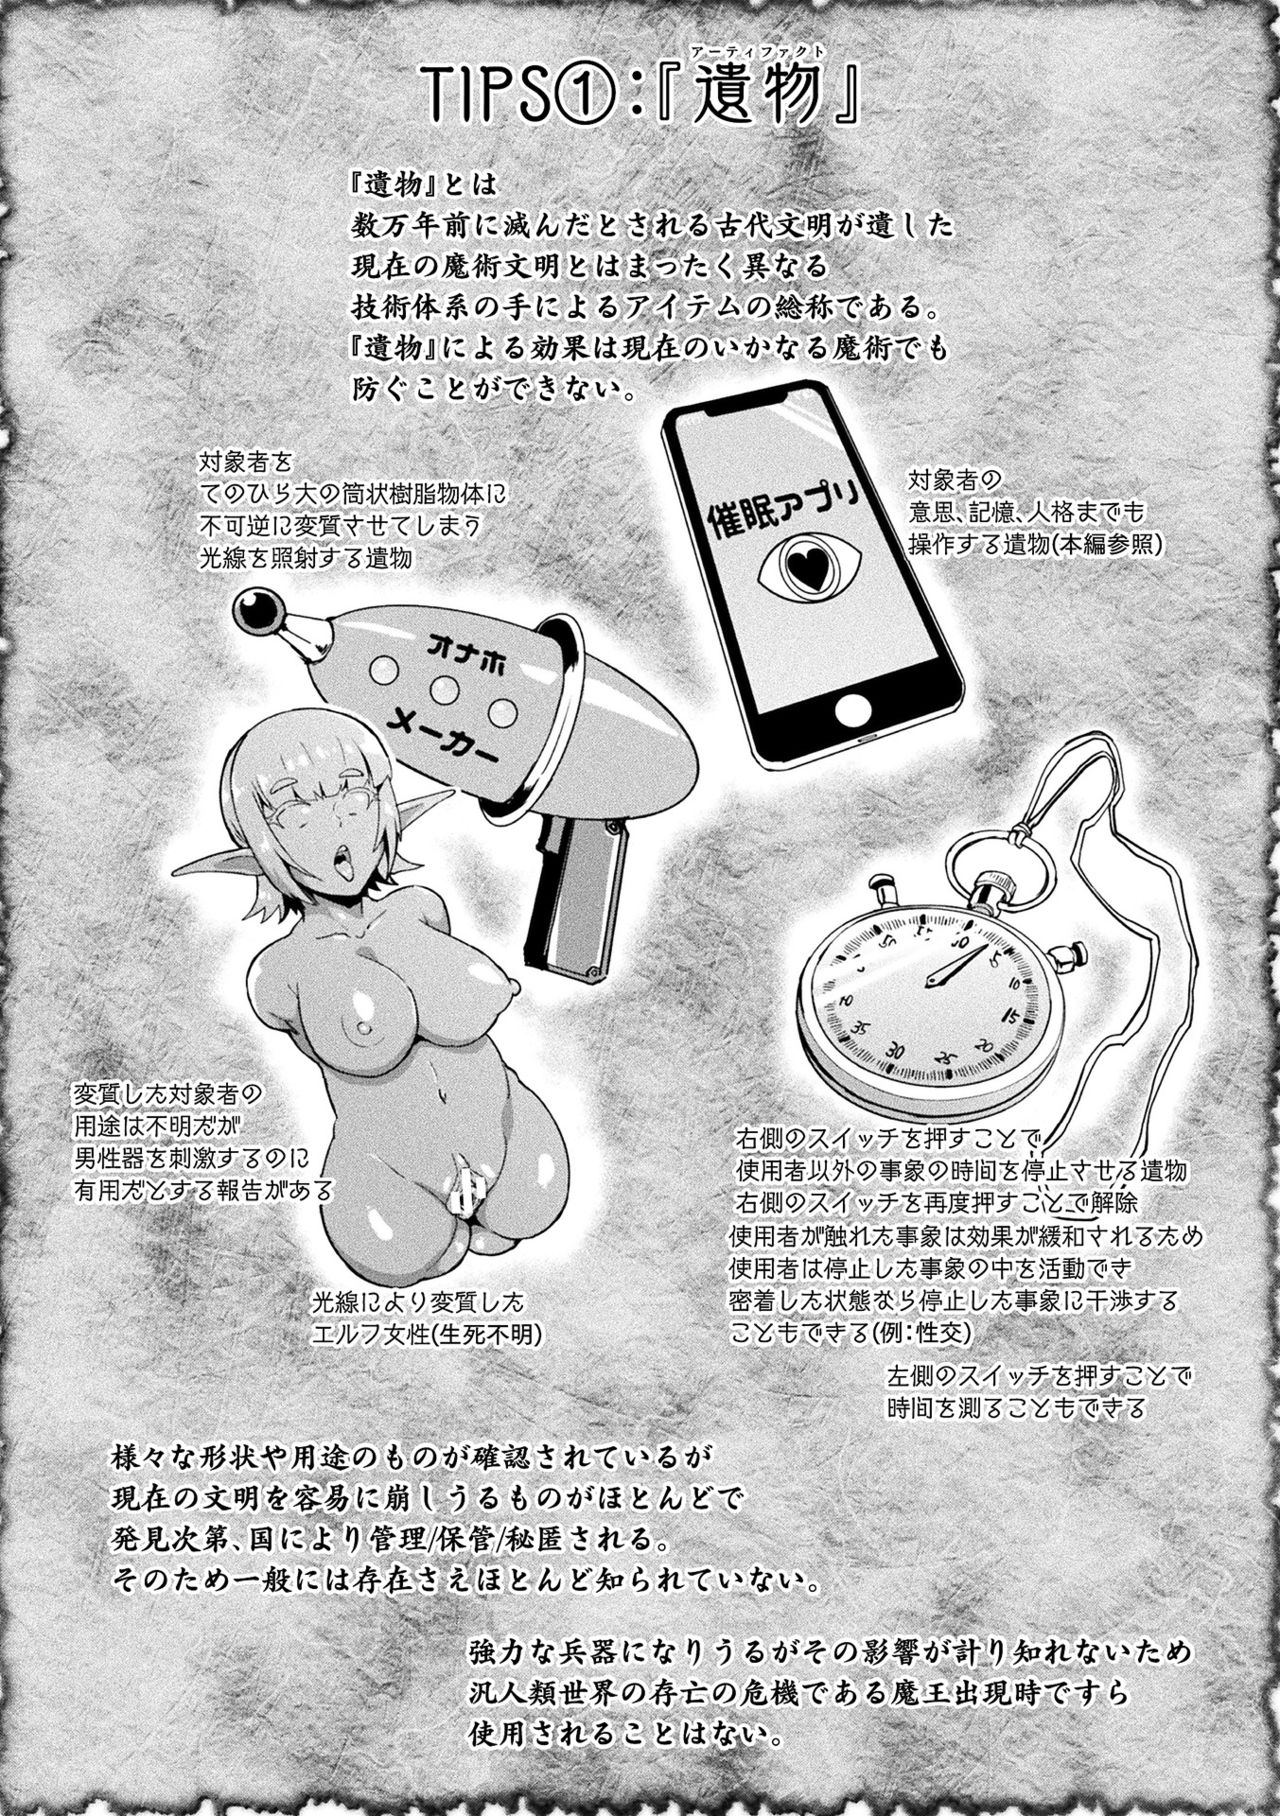 アーティファクト
TIPS①:『遺物』
『遺物』とは
数万年前に滅んだとされる古代文明が遺した
現在の魔術文明とはまったく異なる
技術体系の手によるアイテムの総称である。
『遺物』による効果は現在のいかなる魔術でも
防ぐことができない。
対象者を
てのひら大の筒状樹脂物体に
不可逆に変質させてしまう
光線を照射する遺物
催眠アプリ
対象者の
意思、記憶、人格までも
操作する遺物(本編参照)
オナホ
メーカー
変質した対象者の
用途は不明だが
男性器を刺激するのに
有用だとする報告がある
光線により変質した
エルフ女性(生死不明)
5
10
15
20
25
30
35
右側のスイッチを押すことで
使用者以外の事象の時間を停止させる遺物
右側のスイッチを再度押すことで解除
使用者が触れた事象は効果が緩和されるため
使用者は停止した事象の中を活動でき
密着した状態なら停止した事象に干渉する
こともできる(例：性交)
左側のスイッチを押すことで
時間を測ることもできる
様々な形状や用途のものが確認されているが
現在の文明を容易に崩しうるものがほとんどで
発見次第、国により管理/保管/秘匿される。
そのため一般には存在さえほとんど知られていない。
強力な兵器になりうるがその影響が計り知れないため
汎人類世界の存亡の危機である魔王出現時ですら
使用されることはない。